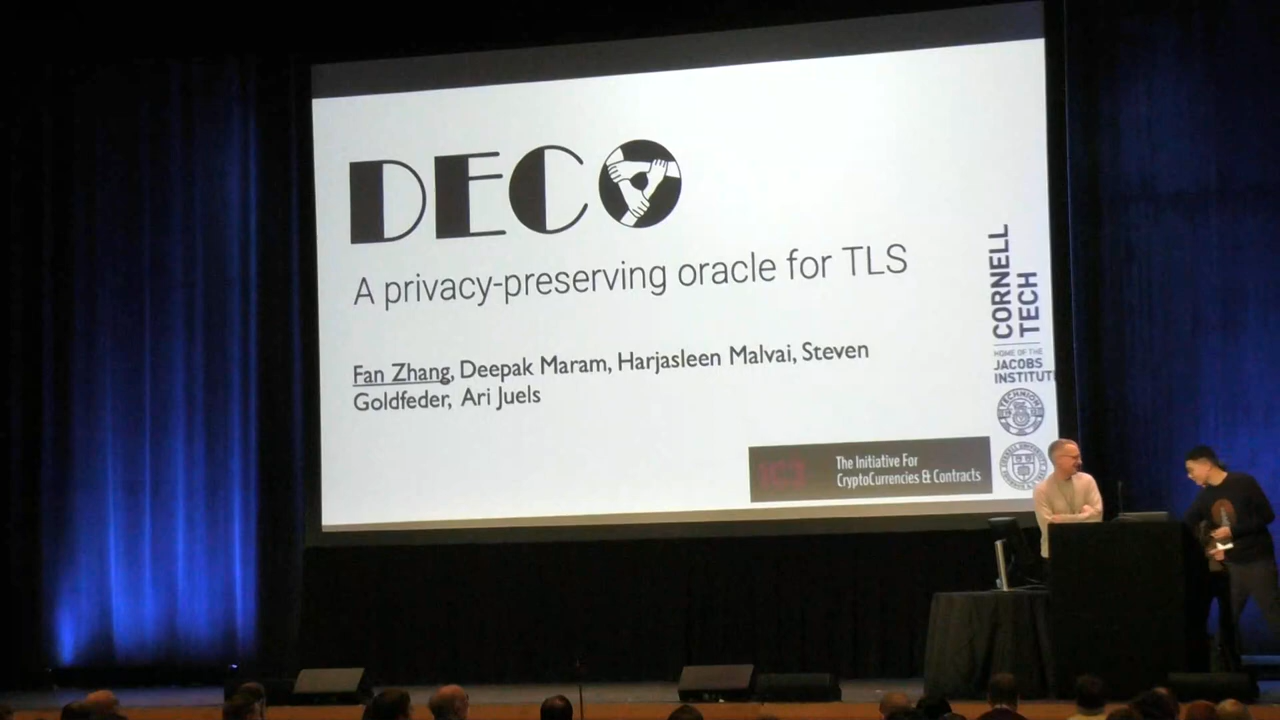 DECO
A privacy-preserving oracle for TLS
Fan Zhang, Deepak Maram, Harjasleen Malvai, Steven
Goldfeder, Ari Juels
CORNELL
TECH
HOME OF THE
JACOBS
INSTITUT
IC3
The Initiative For
CryptoCurrencies & Contracts